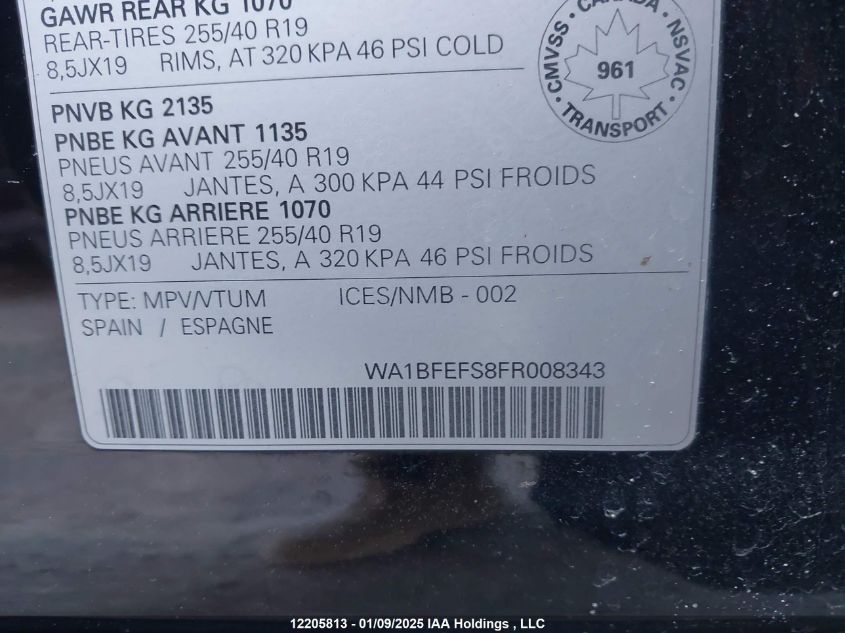 GAWR REAR KG 1070
REAR-TIRES 255/40 R19
8,5JX19 RIMS, AT 320 KPA 46 PSI COLD
CMVSS • CANADA • NSVAC • TRANSPORT •
961
PNVB KG 2135
PNBE KG AVANT 1135
PNEUS AVANT 255/40 R19
8,5JX19 JANTES, A 300 KPA 44 PSI FROIDS
PNBE KG ARRIERE 1070
PNEUS ARRIERE 255/40 R19
8,5JX19 JANTES, A 320 KPA 46 PSI FROIDS
TYPE: MPV/VTUM ICES/NMB - 002
SPAIN / ESPAGNE
WA1BFEFS8FR008343
12205813 - 01/09/2025 IAA Holdings , LLC